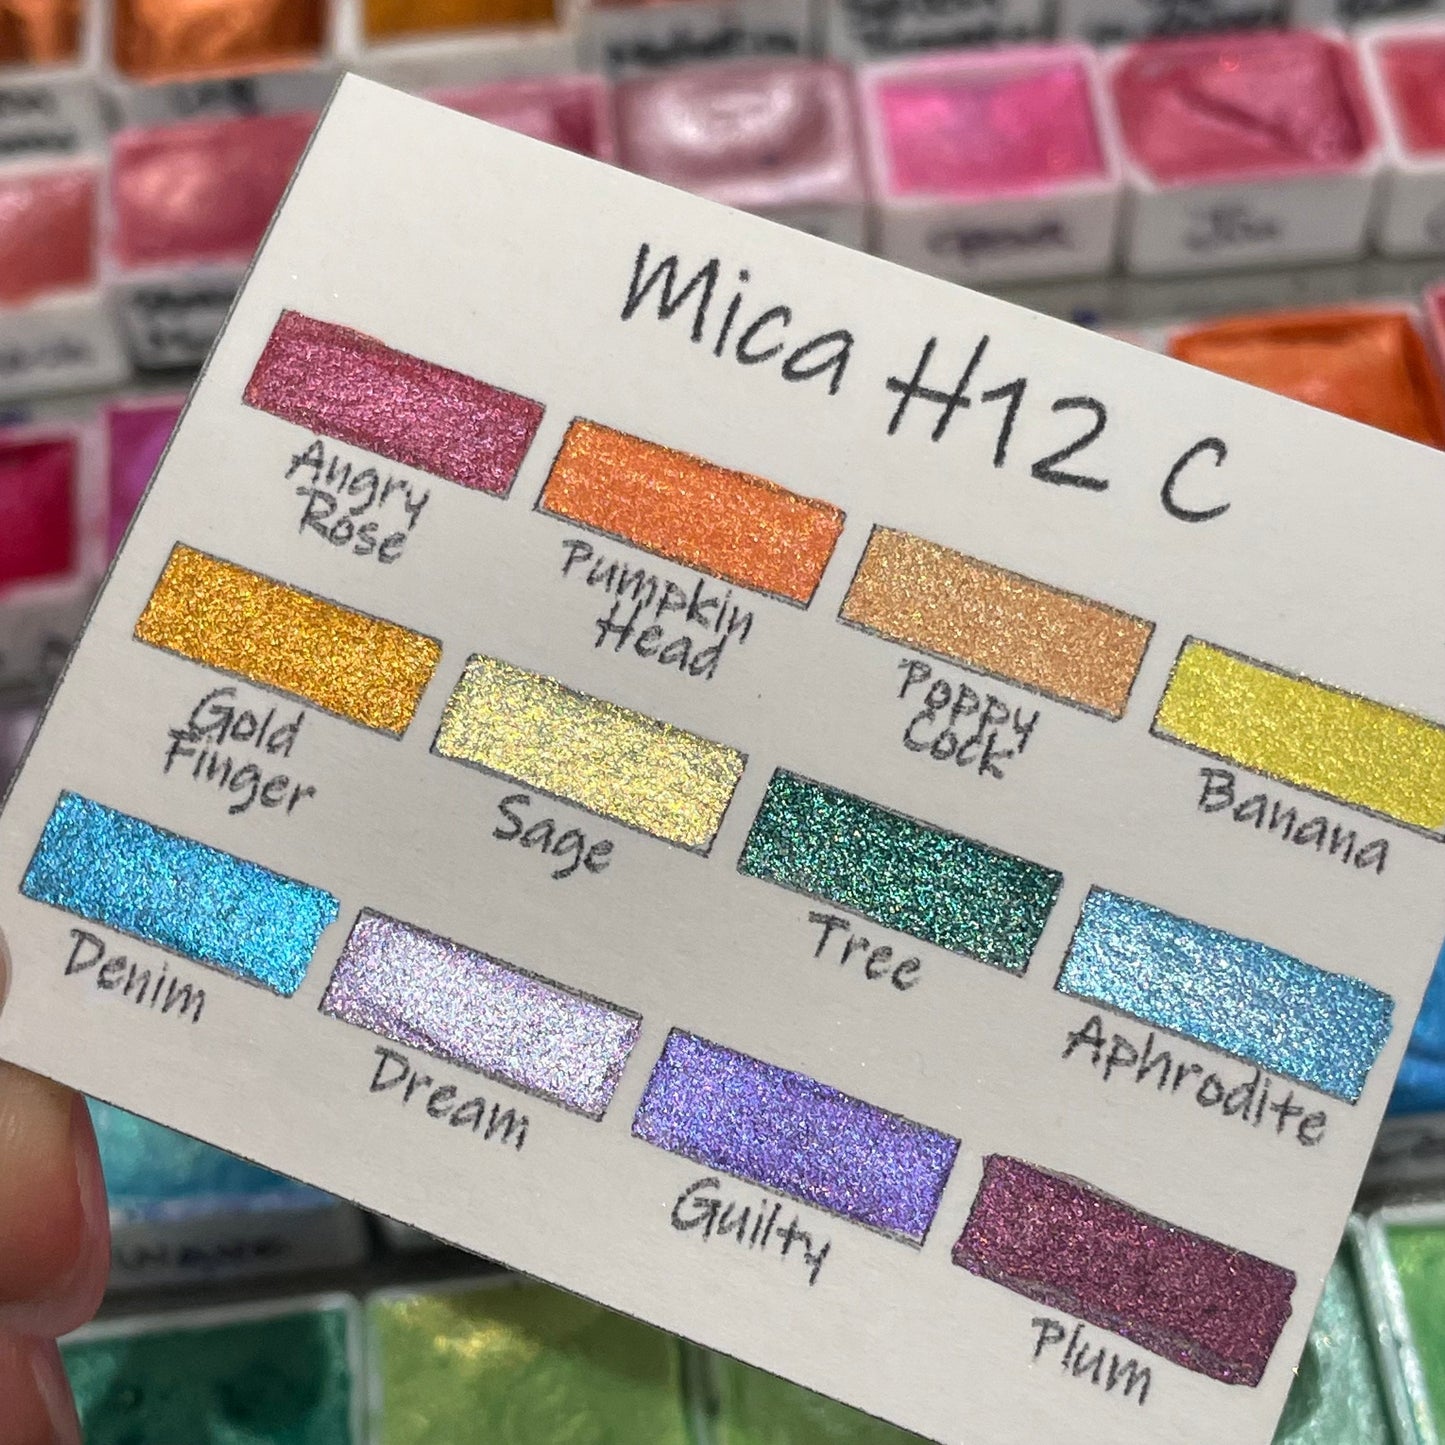 Mica H12 C
Angry
Rose
Pumpkin
Head
Poppy
Cock
Banana
Gold
Finger
Sage
Tree
Aphrodite
Denim
Dream
Guilty
Plum